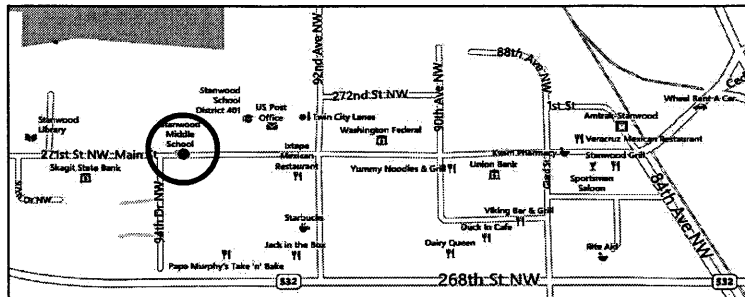 92nd Ave NW
88th Ave NW
Stanwood
School
District 401
US Post
Office
272nd St NW
90th Ave NW
Twin City Lanes
1st St
Wheel Rent A Car
Amtrak-Stanwood
Stanwood
Library
Stanwood
Middle
School
Washington Federal
Veracruz Mexican Restaurant
271st St NW
Main St
Ixtapa
Mexican
Restaurant
Skagit State Bank
Yummy Noodles & Grill
Union Bank
Pharmacy
Stanwood Grill
Sportsmen
Saloon
84th Ave NW
Dr NW
94th Dr NW
Starbucks
Viking Bar & Grill
Duck In Cafe
Jack in the Box
Dairy Queen
Rite Aid
Papa Murphy's Take 'n' Bake
532
268th St NW
532